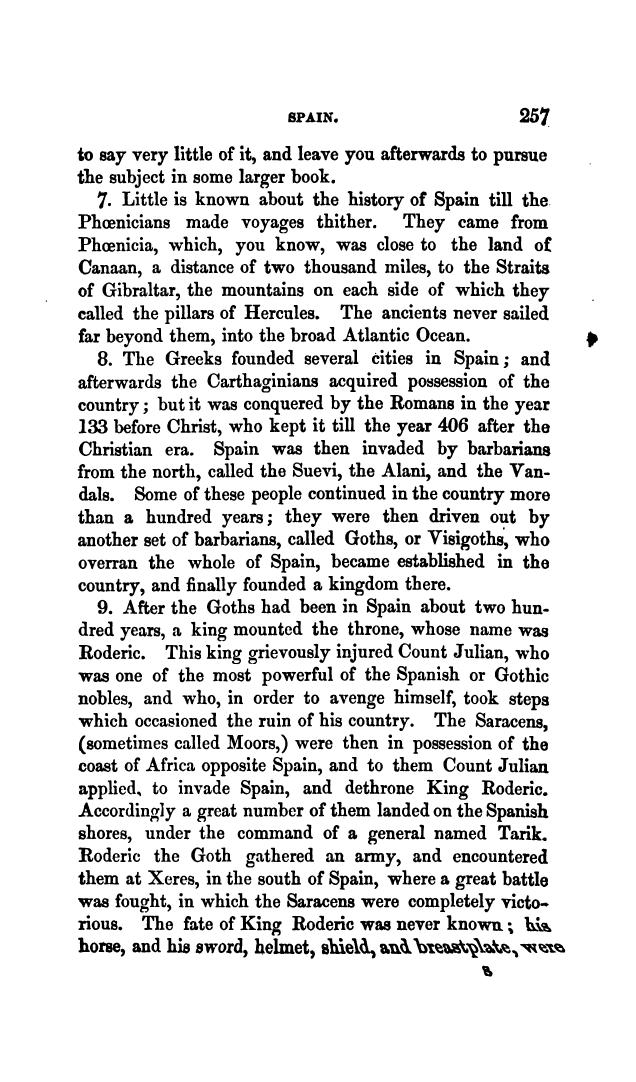 SPAIN. 257
to say very little of it, and leave you afterwards to pursue
the subject in some larger book.
7. Little is known about the history of Spain till the
Phœnicians made voyages thither. They came from
Phœnicia, which, you know, was close to the land of
Canaan, a distance of two thousand miles, to the Straits
of Gibraltar, the mountains on each side of which they
called the pillars of Hercules. The ancients never sailed
far beyond them, into the broad Atlantic Ocean.
8. The Greeks founded several cities in Spain; and
afterwards the Carthaginians acquired possession of the
country; but it was conquered by the Romans in the year
133 before Christ, who kept it till the year 406 after the
Christian era. Spain was then invaded by barbarians
from the north, called the Suevi, the Alani, and the Van-
dals. Some of these people continued in the country more
than a hundred years; they were then driven out by
another set of barbarians, called Goths, or Visigoths, who
overran the whole of Spain, became established in the
country, and finally founded a kingdom there.
9. After the Goths had been in Spain about two hun-
dred years, a king mounted the throne, whose name was
Roderic. This king grievously injured Count Julian, who
was one of the most powerful of the Spanish or Gothic
nobles, and who, in order to avenge himself, took steps
which occasioned the ruin of his country. The Saracens,
(sometimes called Moors,) were then in possession of the
coast of Africa opposite Spain, and to them Count Julian
applied, to invade Spain, and dethrone King Roderic.
Accordingly a great number of them landed on the Spanish
shores, under the command of a general named Tarik.
Roderic the Goth gathered an army, and encountered
them at Xeres, in the south of Spain, where a great battle
was fought, in which the Saracens were completely victo-
rious. The fate of King Roderic was never known; his
horse, and his sword, helmet, shield, and breastplate, were
s